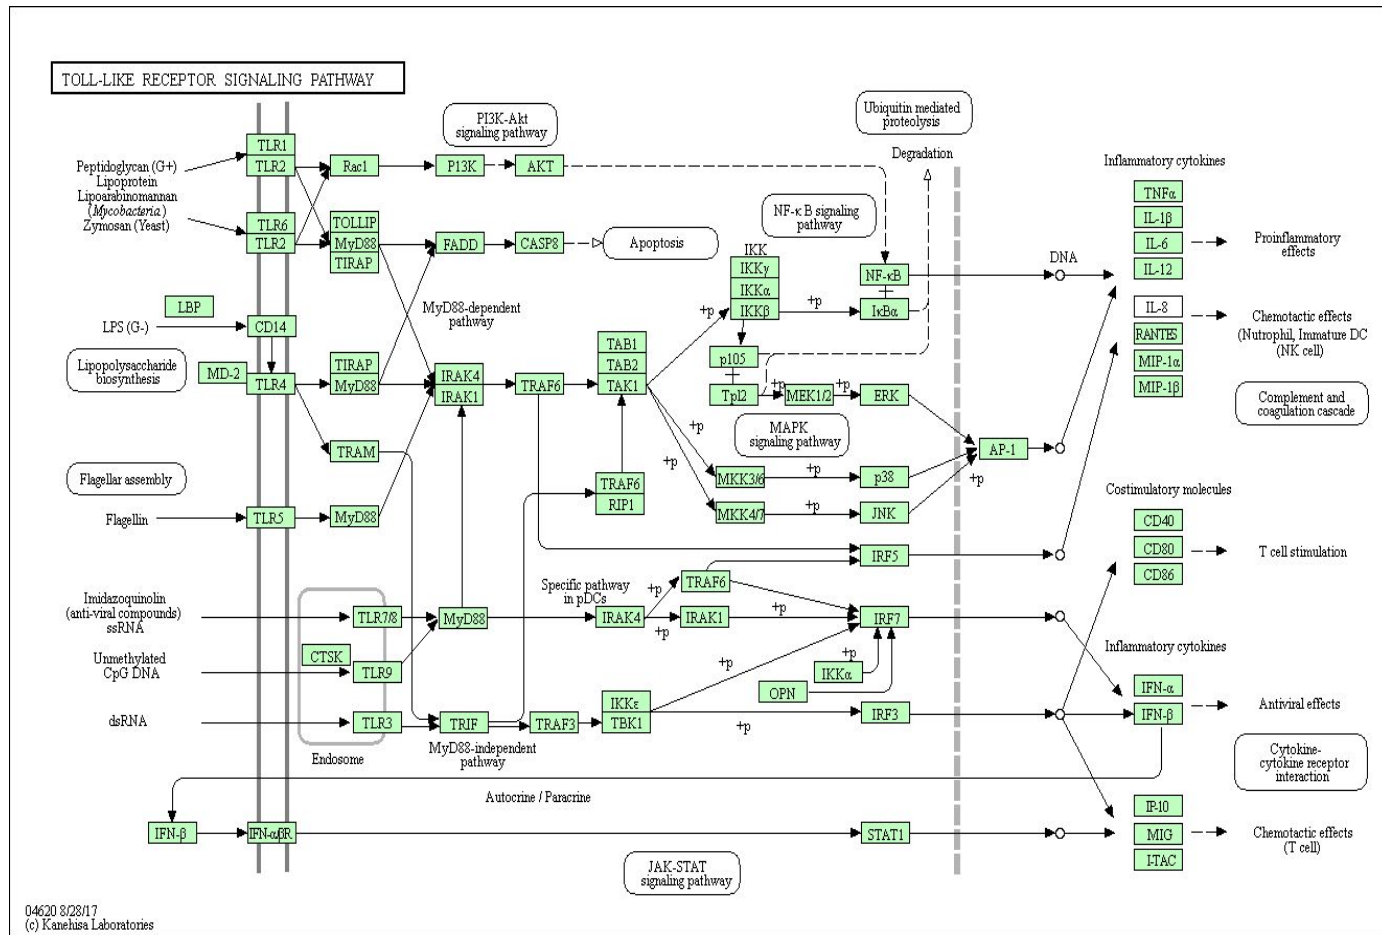 TOLL-LIKE RECEPTOR SIGNALING PATHWAY
PI3K-Akt
signaling pathway
Ubiquitin mediated
proteolysis
Degradation
Inflammatory cytokines
TLR1
TLR2
Rac1
P13K
AKT
Peptidoglycan (G+)
Lipoprotein
Lipoarabinomannan
(Mycobacteria)
Zymosan (Yeast)
TLR6
TLR2
TOLLIP
MyD88
TIRAP
FADD
CASP8
Apoptosis
NF-κB signaling
pathway
TNFα
IL-1β
IL-6
IL-12
Proinflammatory
effects
IKK
IKKγ
IKKα
IKKβ
+p
+p
NF-κB
IκBα
DNA
LBP
LPS (G-)
CD14
MyD88-dependent
pathway
IL-8
RANTES
MIP-1α
MIP-1β
Chemotactic effects
(Nutrophil, Immature DC
(NK cell)
Lipopolysaccharide
biosynthesis
MD-2
TLR4
TIRAP
MyD88
IRAK4
IRAK1
TRAF6
TAB1
TAB2
TAK1
p105
Tpl2
+p
MEK1/2
+p
ERK
Complement and
coagulation cascade
MAPK
signaling pathway
TRAM
+p
+p
AP-1
+p
Flagellar assembly
TRAF6
RIP1
MKK3/6
+p
p38
MKK4/7
+p
JNK
Flagellin
TLR5
MyD88
Costimulatory molecules
CD40
CD80
CD86
T cell stimulation
IRF5
Imidazoquinolin
(anti-viral compounds)
ssRNA
TLR7/8
MyD88
Specific pathway
in pDCs
IRAK4
+p
+p
TRAF6
IRAK1
+p
IRF7
Unmethylated
CpG DNA
CTSK
TLR9
+p
+p
IKKα
OPN
Inflammatory cytokines
IFN-α
IFN-β
Antiviral effects
dsRNA
TLR3
TRIF
TRAF3
IKKε
TBK1
+p
IRF3
Endosome
MyD88-independent
pathway
Cytokine-
cytokine receptor
interaction
Autocrine / Paracrine
IFN-β
IFN-α/βR
STAT1
IP-10
MIG
I-TAC
Chemotactic effects
(T cell)
JAK-STAT
signaling pathway
04620 8/28/17
(c) Kanehisa Laboratories